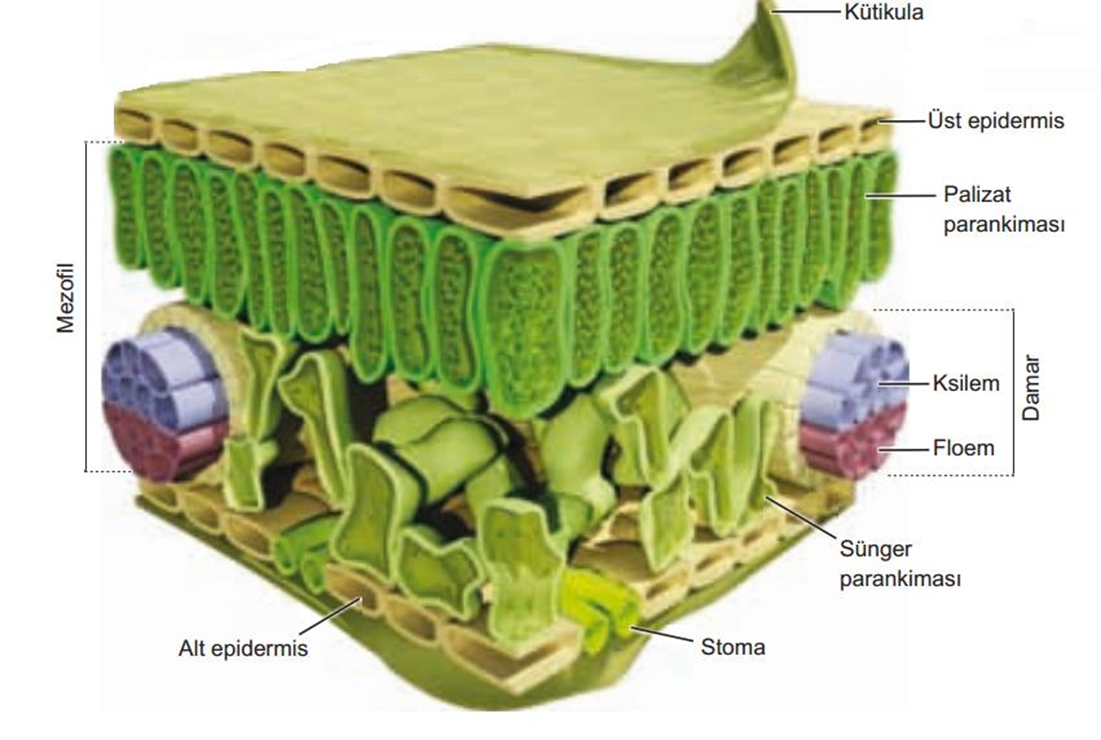 Kütikula
Üst epidermis
Palizat
parankiması
Mezofil
Ksilem
Damar
Floem
Sünger
parankiması
Alt epidermis
Stoma